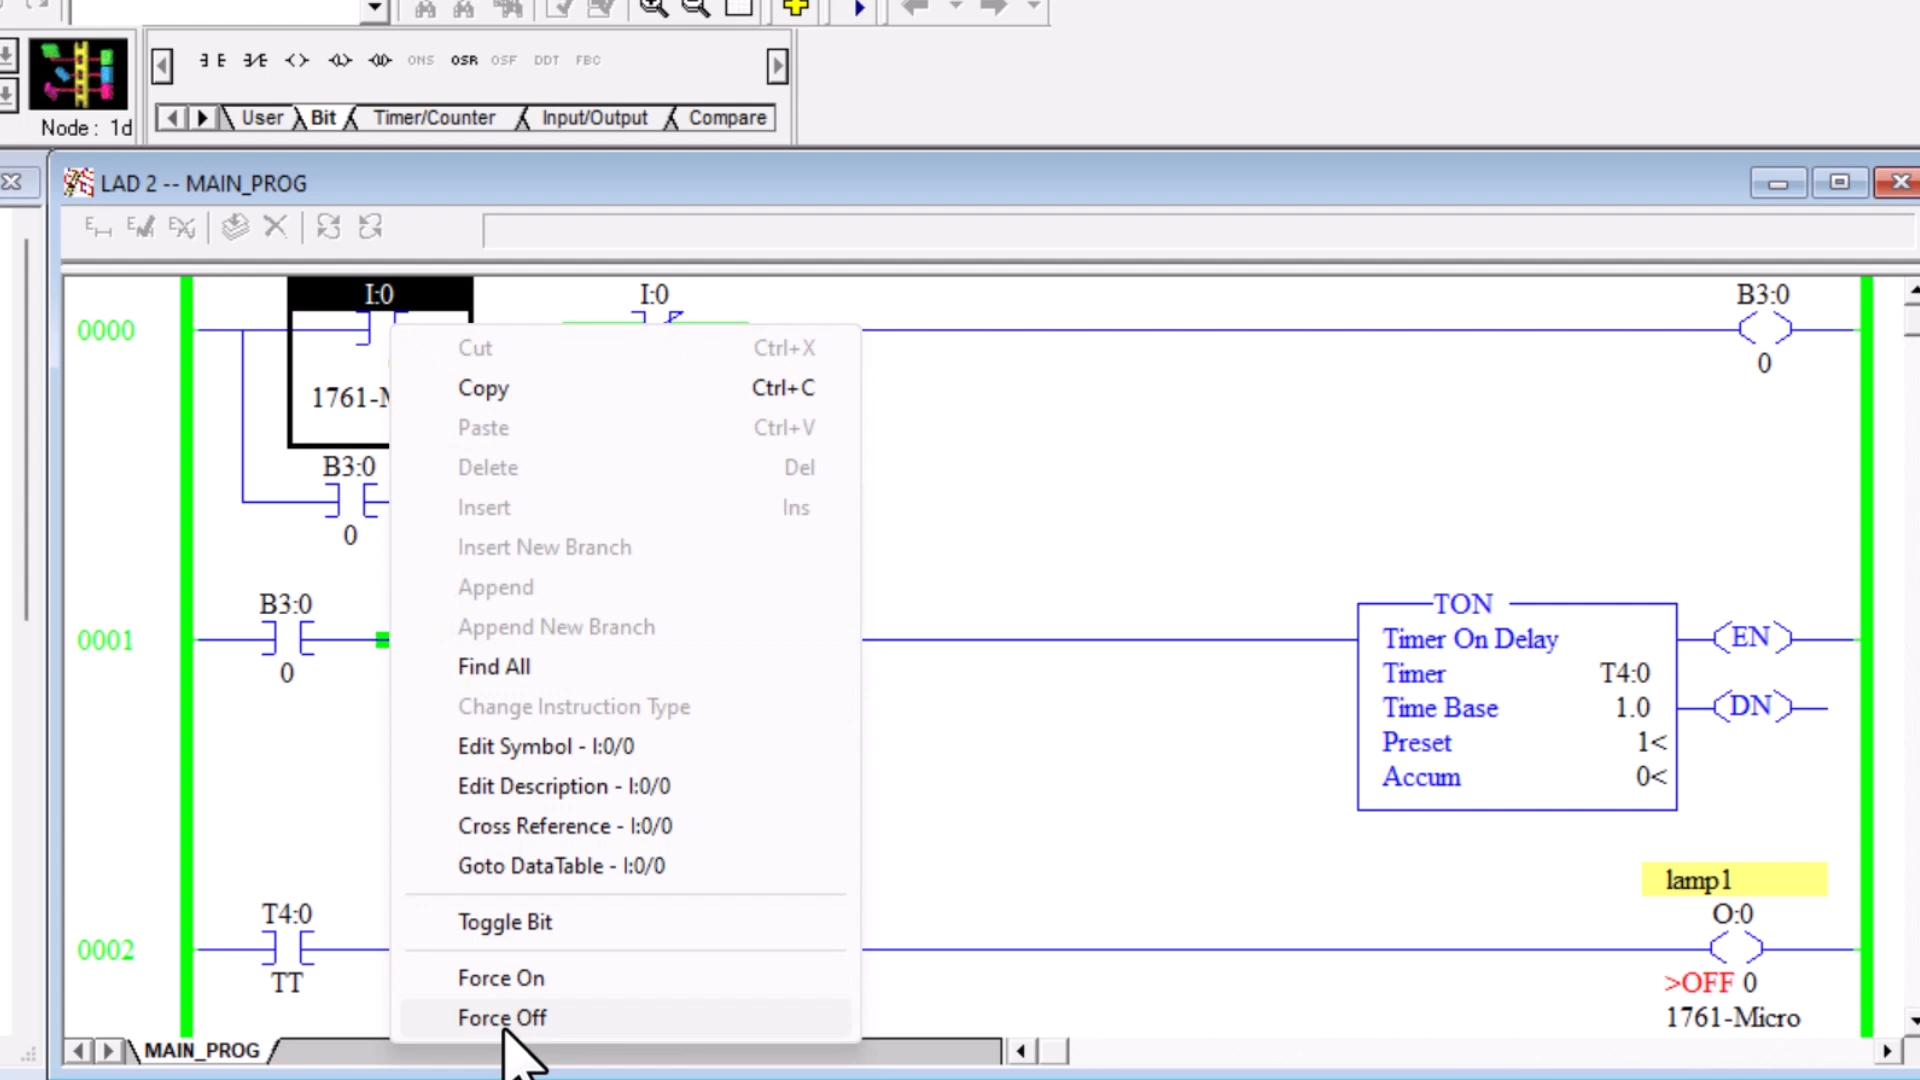 ONS OSR OSF DDT FBC
Node : 1d
User Bit Timer/Counter Input/Output Compare
LAD 2 -- MAIN_PROG
I:0 I:0 B3:0
0000
0
1761-M
B3:0
0
Cut Ctrl+X
Copy Ctrl+C
Paste Ctrl+V
Delete Del
Insert Ins
Insert New Branch
Append
Append New Branch
Find All
Change Instruction Type
Edit Symbol - I:0/0
Edit Description - I:0/0
Cross Reference - I:0/0
Goto DataTable - I:0/0
Toggle Bit
Force On
Force Off
B3:0
0001
0
TON
Timer On Delay
Timer T4:0
Time Base 1.0
Preset 1<
Accum 0<
EN
DN
T4:0
0002
TT
lamp1
O:0
>OFF 0
1761-Micro
MAIN_PROG